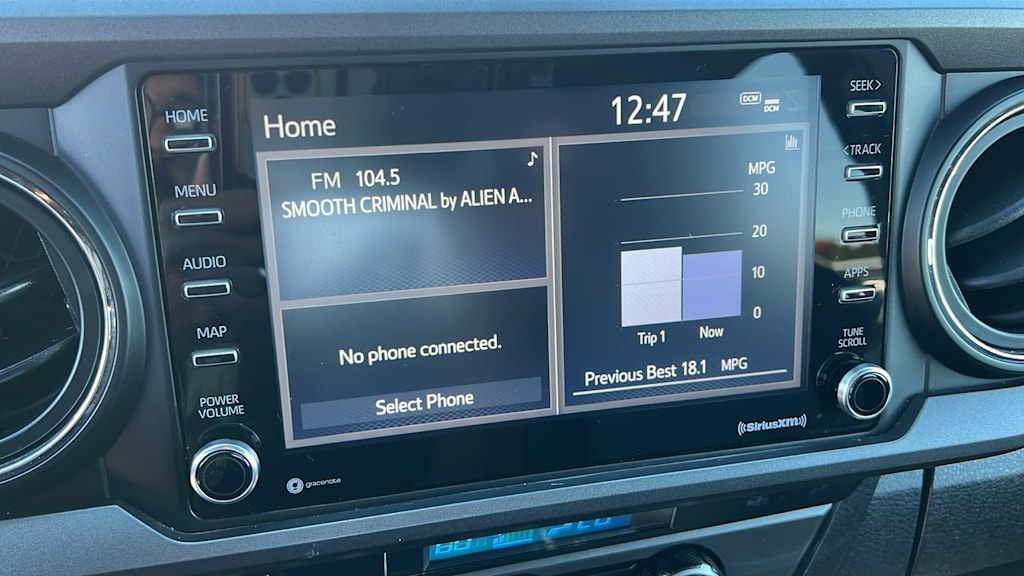 HOME
MENU
AUDIO
MAP
POWER
VOLUME
Home
12:47
DCM
DCM
FM 104.5
SMOOTH CRIMINAL by ALIEN A...
No phone connected.
Select Phone
MPG
30
20
10
0
Trip 1
Now
Previous Best 18.1 MPG
SEEK>
<TRACK
PHONE
APPS
TUNE
SCROLL
gracenote
((SiriusXM))